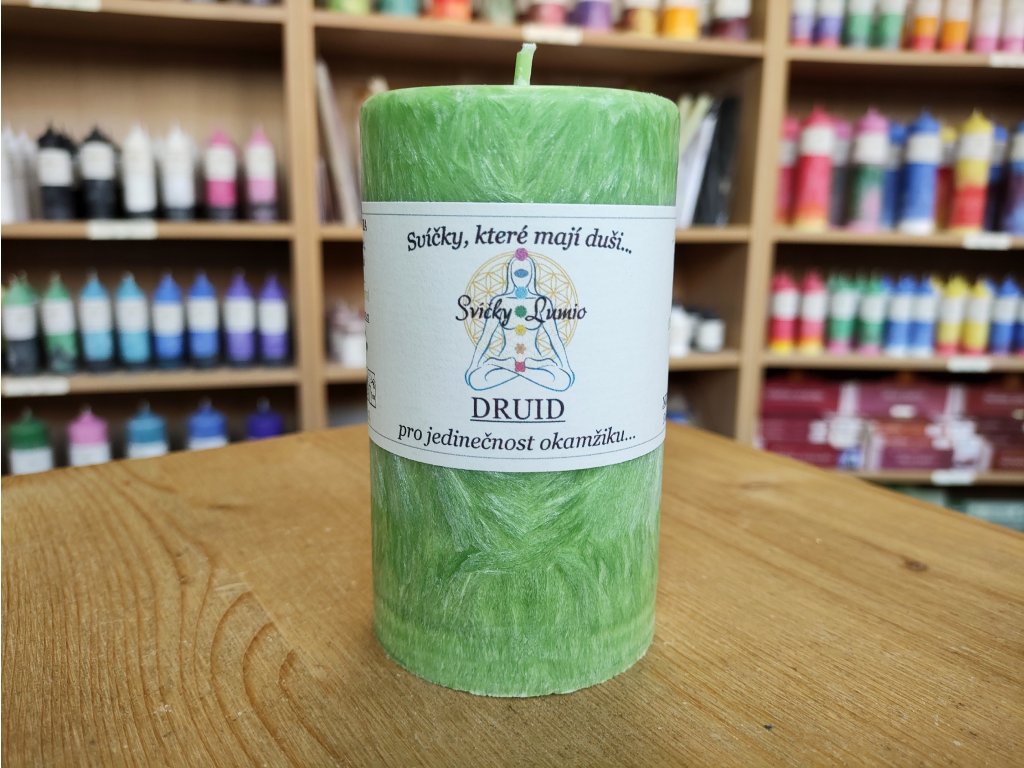 Svíčky, které mají duši...
Svíčky Lumio
DRUID
pro jedinečnost okamžiku...